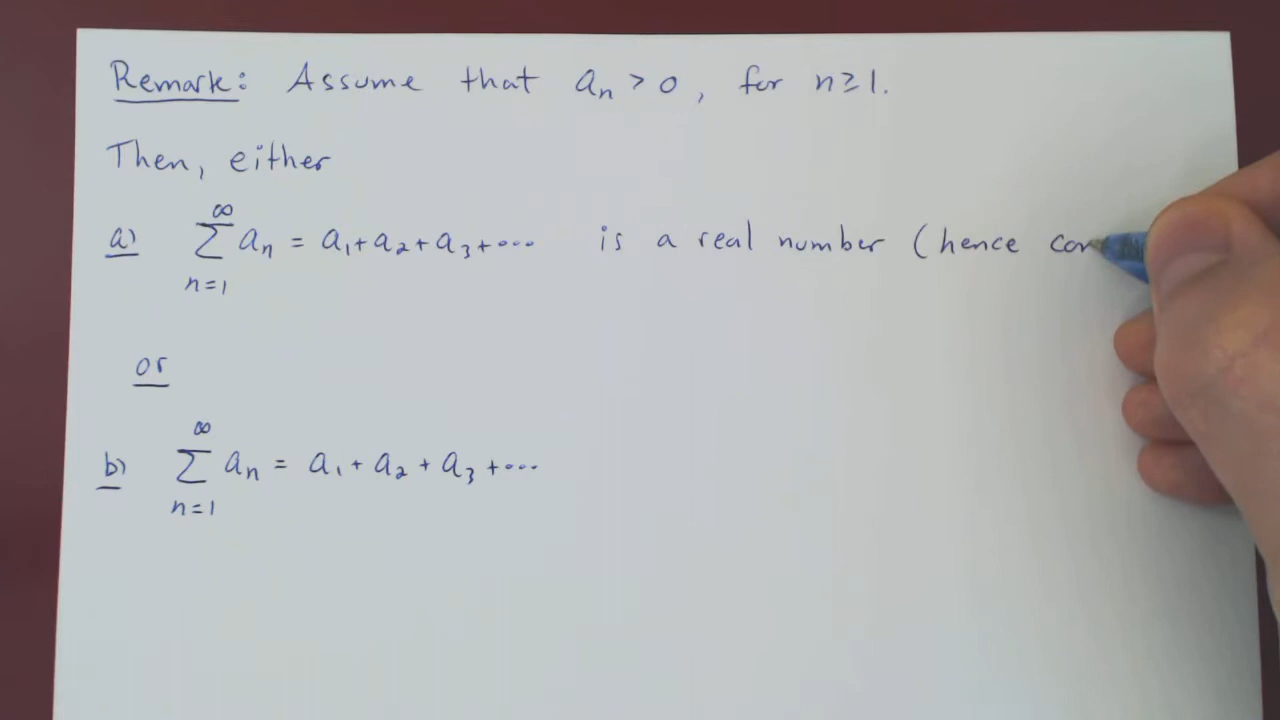 Remark: Assume that aₙ > 0, for n ≥ 1.
Then, either
a) ∑_{n=1}^{∞} aₙ = a₁+a₂+a₃+... is a real number (hence con
or
b) ∑_{n=1}^{∞} aₙ = a₁+a₂+a₃+...